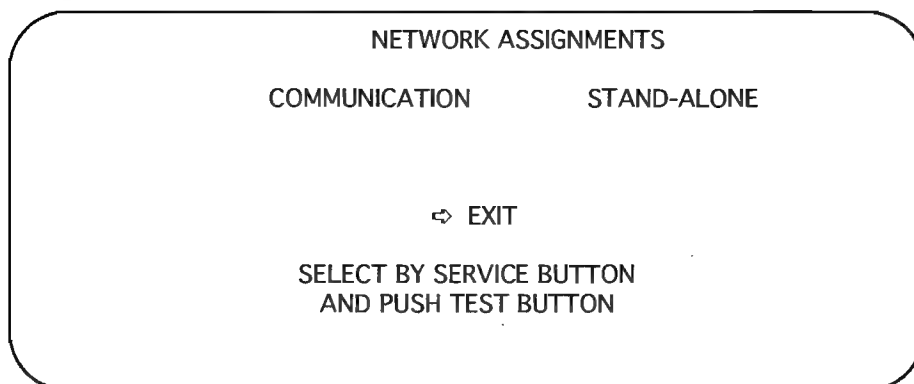 NETWORK ASSIGNMENTS
COMMUNICATION STAND-ALONE
➪ EXIT
SELECT BY SERVICE BUTTON
AND PUSH TEST BUTTON